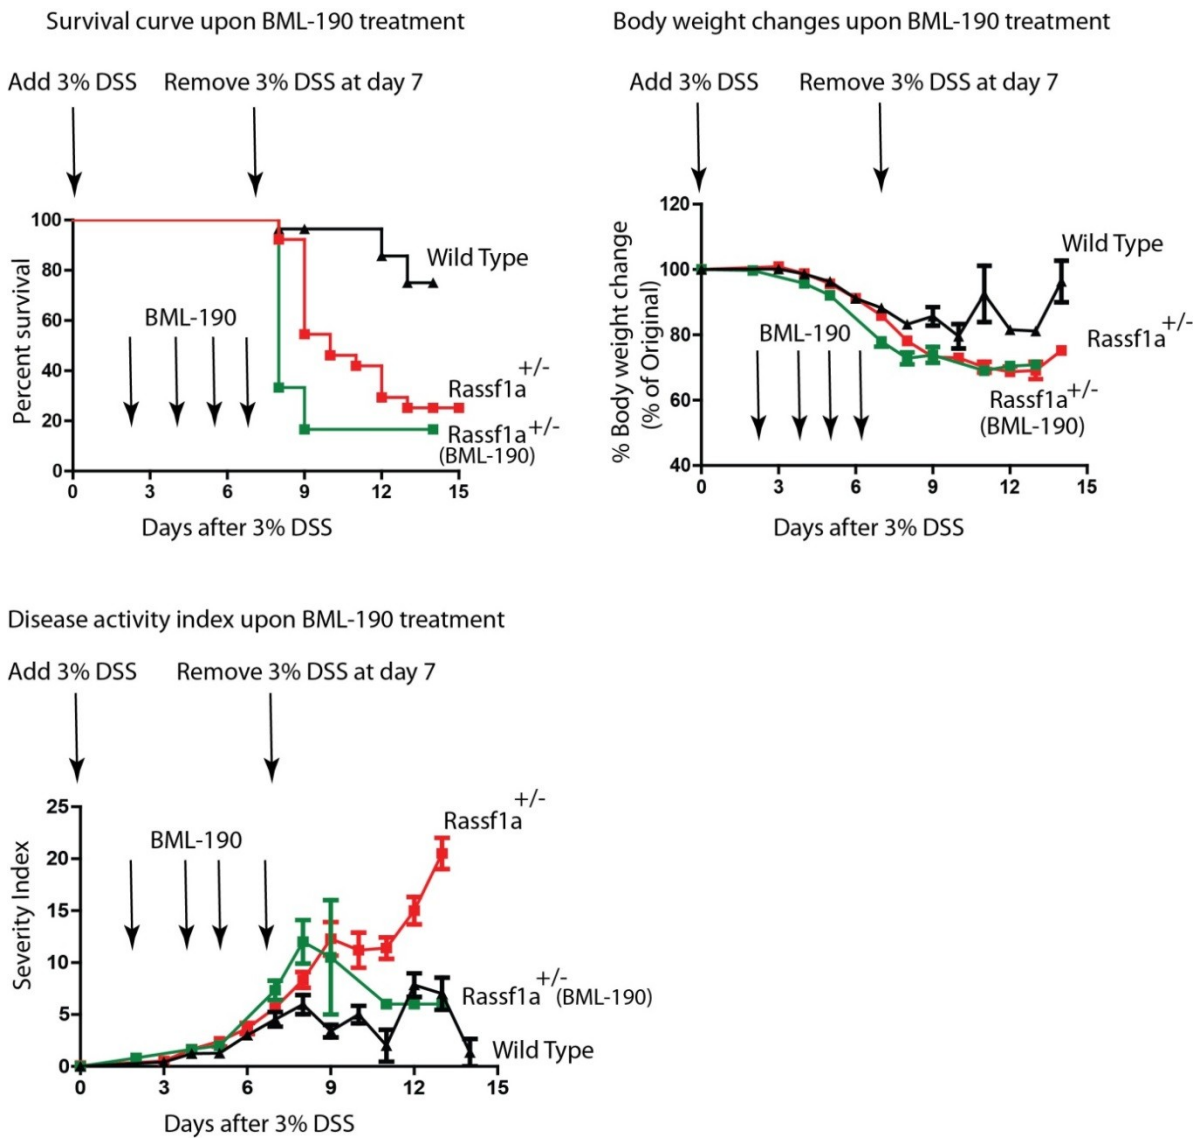 Survival curve upon BML-190 treatment
Add 3% DSS Remove 3% DSS at day 7
100
80
60
40
20
0
Percent survival
BML-190
Wild Type
Rassf1a+/-
Rassf1a+/-
(BML-190)
0 3 6 9 12 15
Days after 3% DSS
Body weight changes upon BML-190 treatment
Add 3% DSS Remove 3% DSS at day 7
120
100
80
60
40
% Body weight change
(% of Original)
BML-190
Wild Type
Rassf1a+/-
Rassf1a+/-
(BML-190)
0 3 6 9 12 15
Days after 3% DSS
Disease activity index upon BML-190 treatment
Add 3% DSS Remove 3% DSS at day 7
25
20
15
10
5
0
Severity Index
BML-190
Rassf1a+/-
Rassf1a+/- (BML-190)
Wild Type
0 3 6 9 12 15
Days after 3% DSS